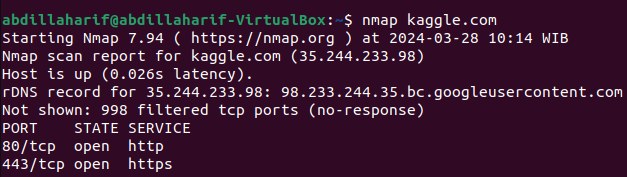 abdillaharif@abdillaharif-VirtualBox:~$ nmap kaggle.com
Starting Nmap 7.94 ( https://nmap.org ) at 2024-03-28 10:14 WIB
Nmap scan report for kaggle.com (35.244.233.98)
Host is up (0.026s latency).
rDNS record for 35.244.233.98: 98.233.244.35.bc.googleusercontent.com
Not shown: 998 filtered tcp ports (no-response)
PORT    STATE SERVICE
80/tcp  open  http
443/tcp open  https